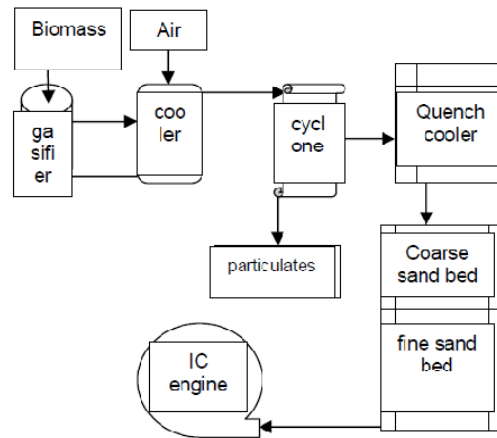 Biomass
Air
ga
sifi
er
coo
ler
cycl
one
Quench
cooler
particulates
Coarse
sand bed
fine sand
bed
IC
engine